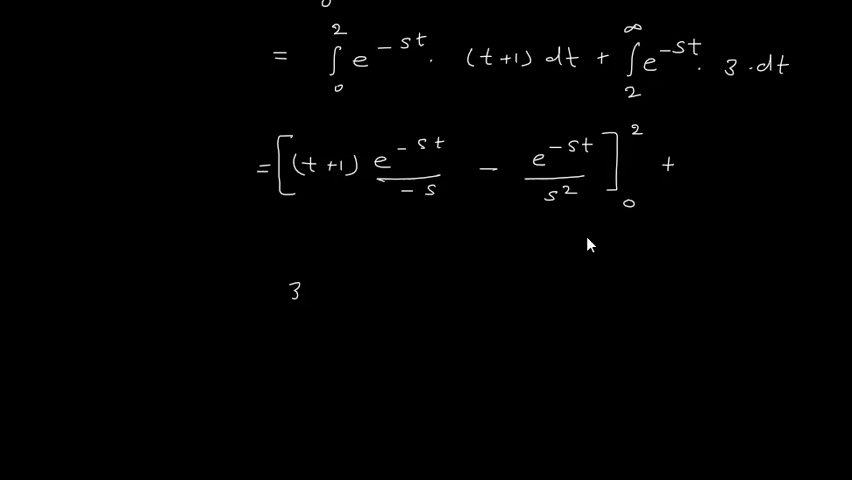 = ∫₀² e^{-st} · (t+1) dt + ∫₂^∞ e^{-st} · 3 · dt
= [(t+1) e^{-st}/-s - e^{-st}/s²]₀² +
3